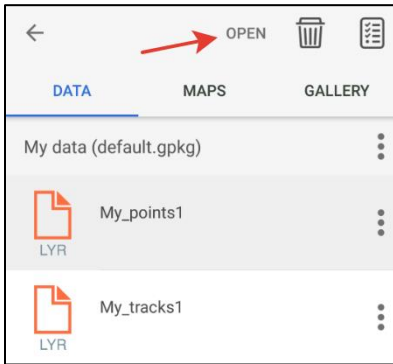 OPEN
DATA MAPS GALLERY
My data (default.gpkg)
My_points1
LYR
My_tracks1
LYR